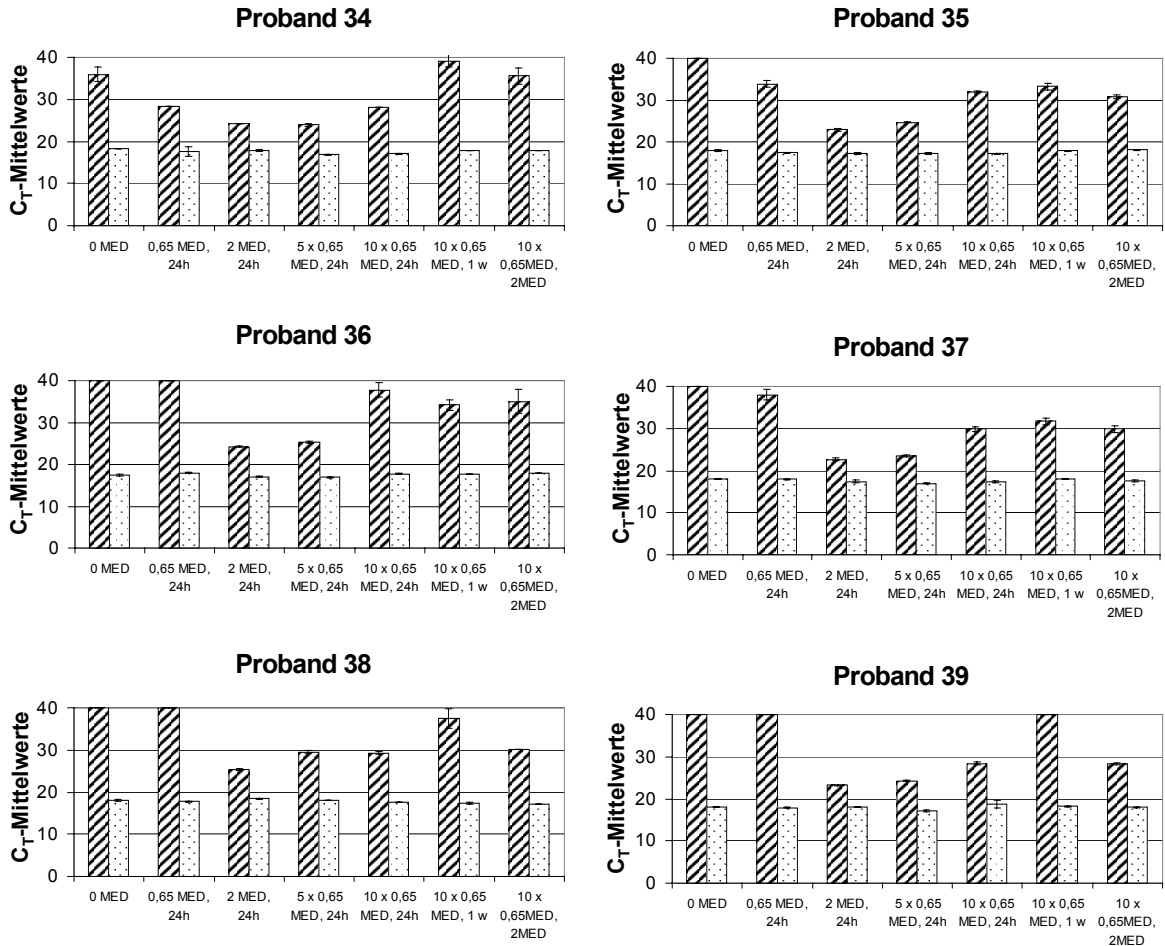 Proband 34
C_T-Mittelwerte
40
30
20
10
0
0 MED
0,65 MED,
24h
2 MED,
24h
5 x 0,65
MED, 24h
10 x 0,65
MED, 24h
10 x 0,65
MED, 1 w
10 x
0,65MED,
2MED
Proband 35
C_T-Mittelwerte
40
30
20
10
0
0 MED
0,65 MED,
24h
2 MED,
24h
5 x 0,65
MED, 24h
10 x 0,65
MED, 24h
10 x 0,65
MED, 1 w
10 x
0,65MED,
2MED
Proband 36
C_T-Mittelwerte
40
30
20
10
0
0 MED
0,65 MED,
24h
2 MED,
24h
5 x 0,65
MED, 24h
10 x 0,65
MED, 24h
10 x 0,65
MED, 1 w
10 x
0,65MED,
2MED
Proband 37
C_T-Mittelwerte
40
30
20
10
0
0 MED
0,65 MED,
24h
2 MED,
24h
5 x 0,65
MED, 24h
10 x 0,65
MED, 24h
10 x 0,65
MED, 1 w
10 x
0,65MED,
2MED
Proband 38
C_T-Mittelwerte
40
30
20
10
0
0 MED
0,65 MED,
24h
2 MED,
24h
5 x 0,65
MED, 24h
10 x 0,65
MED, 24h
10 x 0,65
MED, 1 w
10 x
0,65MED,
2MED
Proband 39
C_T-Mittelwerte
40
30
20
10
0
0 MED
0,65 MED,
24h
2 MED,
24h
5 x 0,65
MED, 24h
10 x 0,65
MED, 24h
10 x 0,65
MED, 1 w
10 x
0,65MED,
2MED